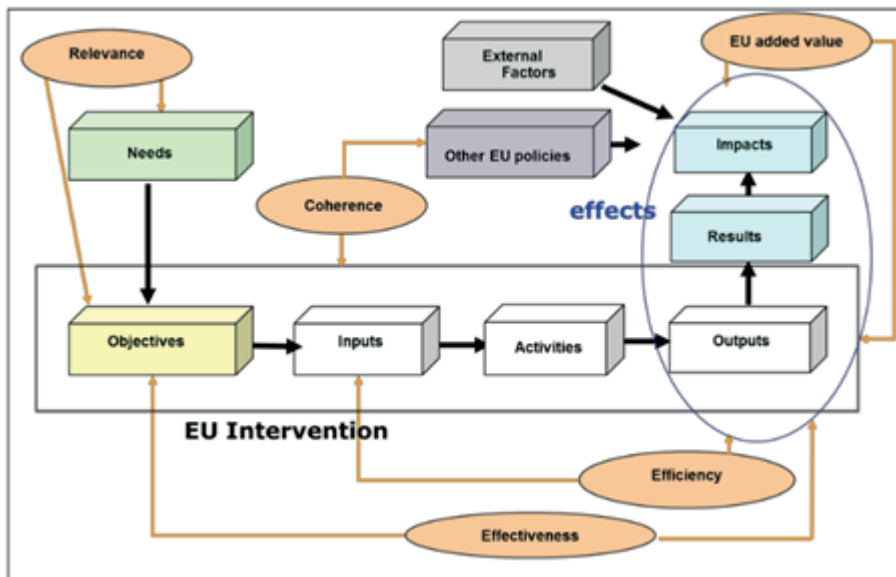 Relevance
EU added value
External
Factors
Needs
Other EU policies
Impacts
Coherence
effects
Results
Objectives
Inputs
Activities
Outputs
EU Intervention
Efficiency
Effectiveness